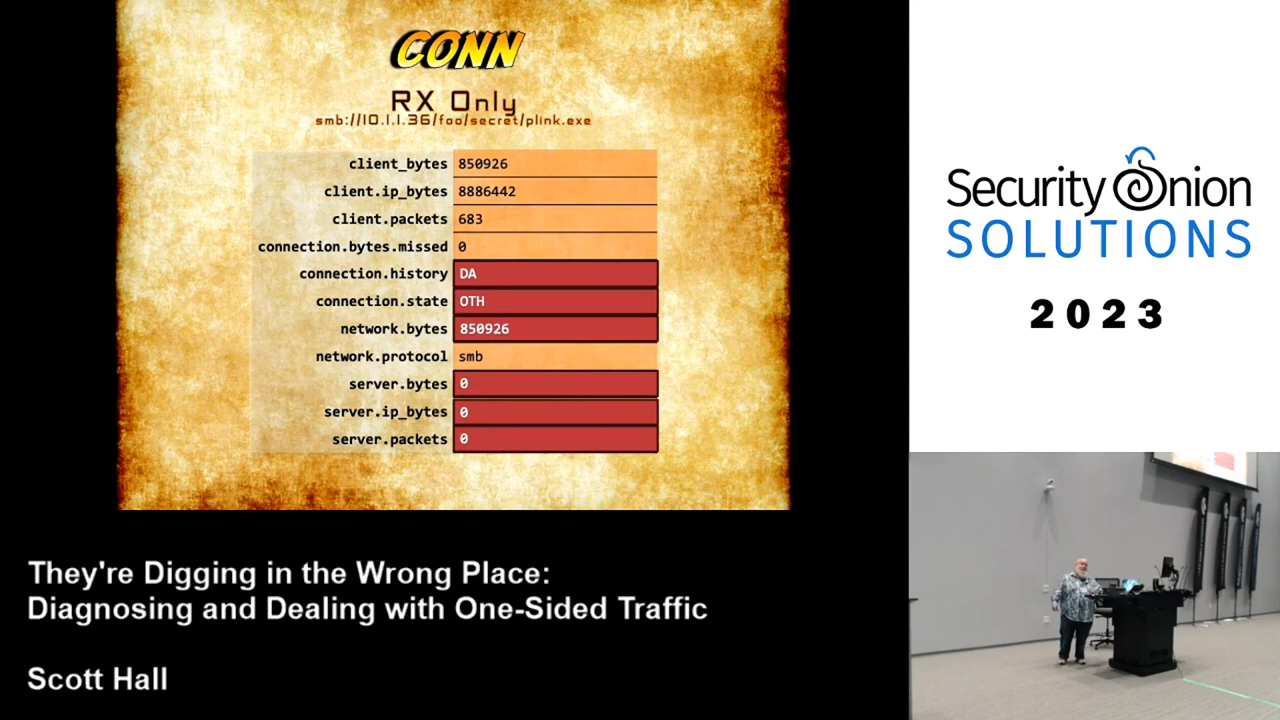 CONN
RX Only
smb://10.1.1.36/foo/secret/plink.exe
client_bytes 850926
client.ip_bytes 8886442
client.packets 683
connection.bytes.missed 0
connection.history DA
connection.state OTH
network.bytes 850926
network.protocol smb
server.bytes 0
server.ip_bytes 0
server.packets 0
Security Onion
SOLUTIONS
2023
They're Digging in the Wrong Place:
Diagnosing and Dealing with One-Sided Traffic
Scott Hall